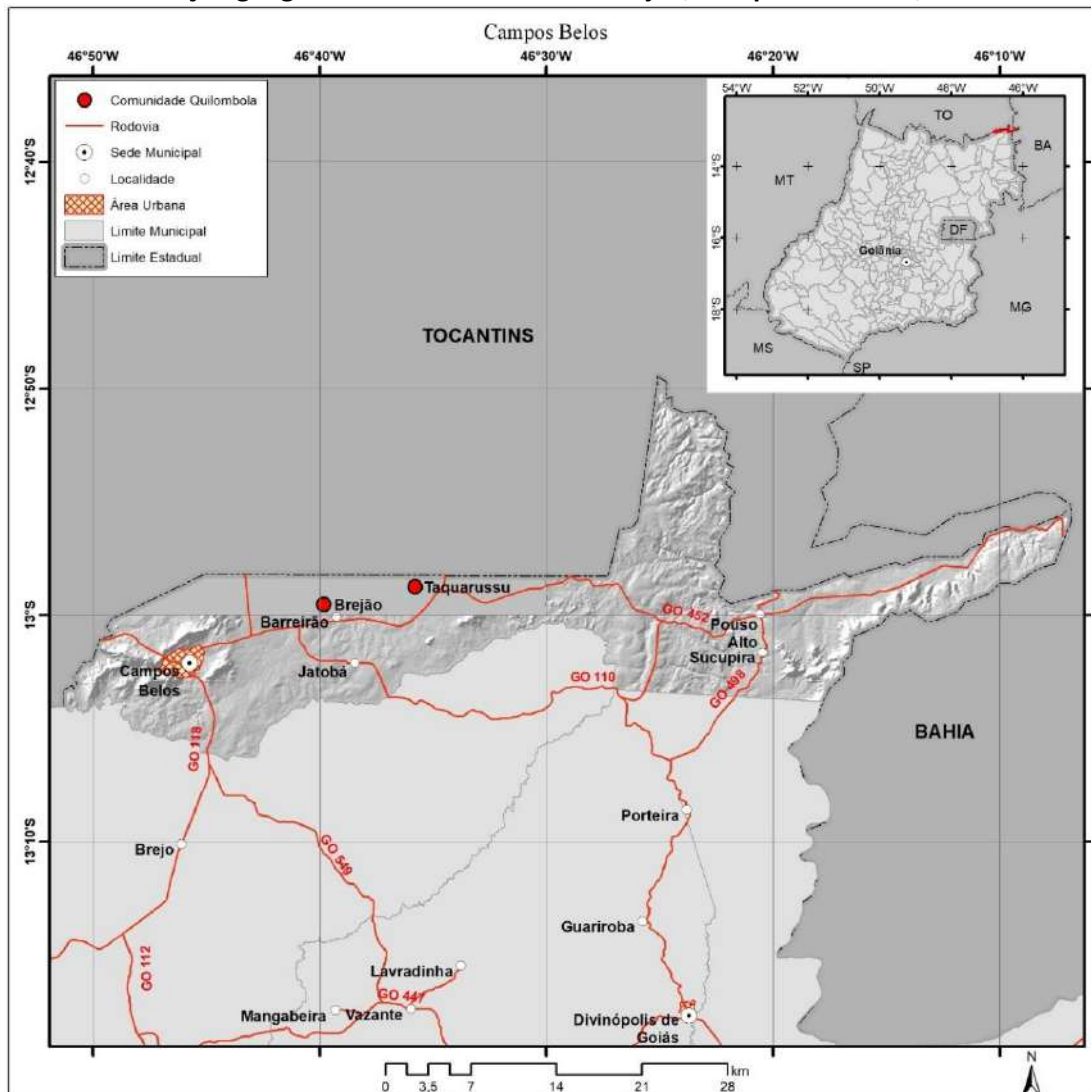 Campos Belos
46°50'W 46°40'W 46°30'W 46°20'W 46°10'W
Comunidade Quilombola
Rodovia
Sede Municipal
Localidade
Área Urbana
Limite Municipal
Limite Estadual
54°W 52°W 50°W 48°W 46°W
TO
BA
MT
DF
Goiânia
MG
MS
SP
14°S
16°S
18°S
12°40'S
12°50'S
13°S
13°10'S
TOCANTINS
Taquarussu
Brejão
Barreirão
GO 452
Pouso
Alto
Sucupira
Campos
Belos
Jatobá
GO 110
GO 498
GO 118
BAHIA
Porteira
Brejo
GO 549
Guariroba
GO 112
Lavradinha
GO 447
Mangabeira
Vazante
Divinópolis de
Goiás
N
km
0 3,5 7 14 21 28